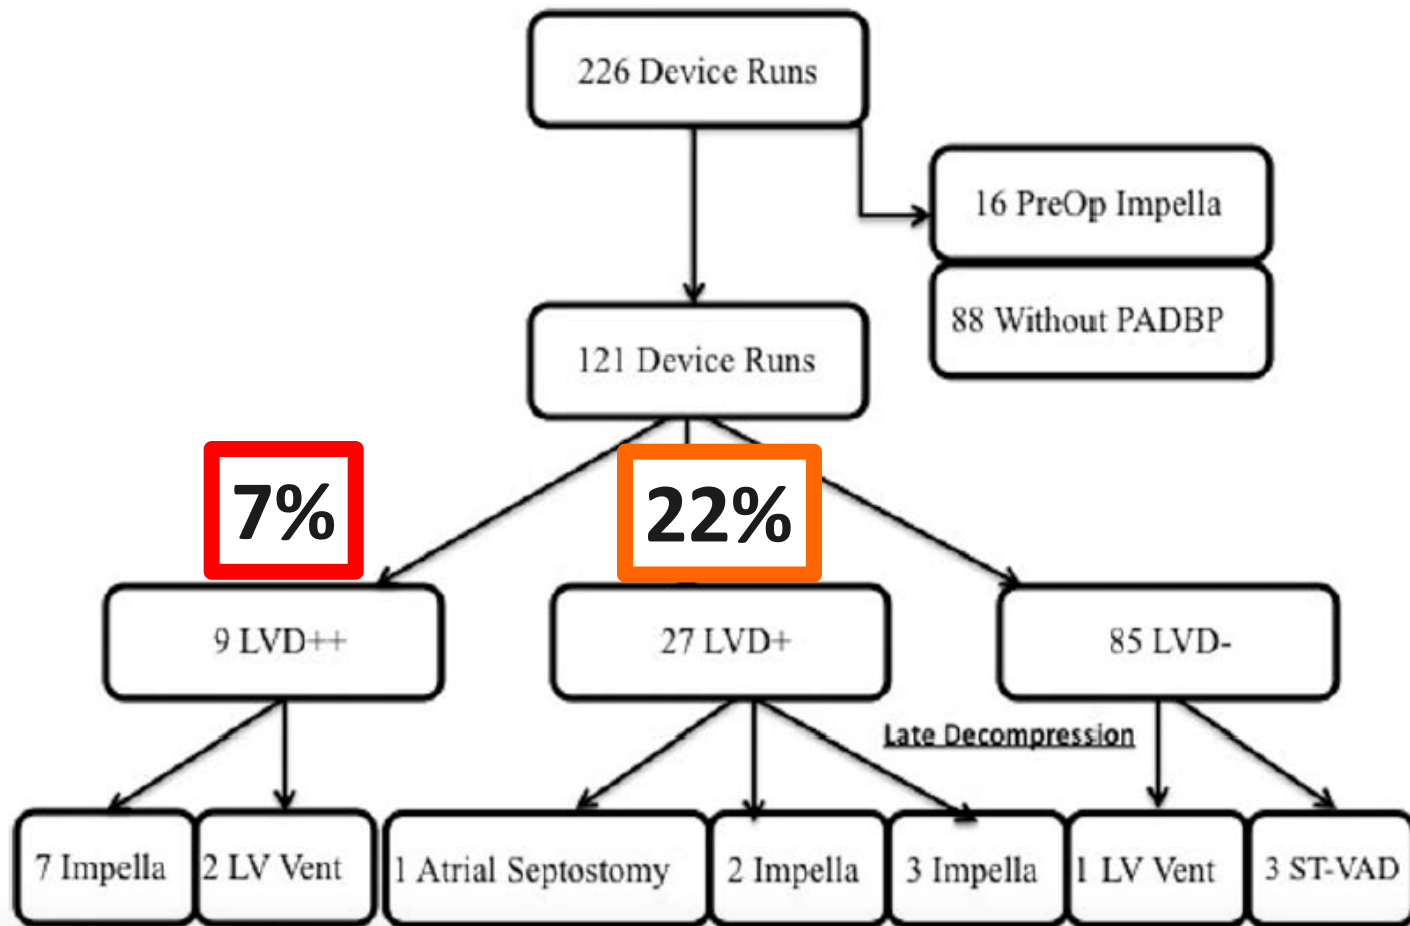 226 Device Runs
16 PreOp Impella
88 Without PADBP
121 Device Runs
7%
22%
9 LVD++
27 LVD+
85 LVD-
Late Decompression
7 Impella
2 LV Vent
1 Atrial Septostomy
2 Impella
3 Impella
1 LV Vent
3 ST-VAD